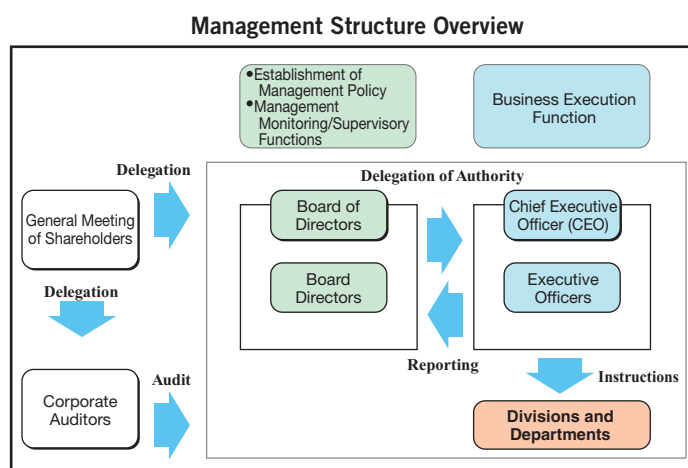 Management Structure Overview
•Establishment of
Management Policy
•Management
Monitoring/Supervisory
Functions
Business Execution
Function
Delegation
Delegation of Authority
General Meeting
of Shareholders
Board of
Directors
Chief Executive
Officer (CEO)
Board
Directors
Executive
Officers
Delegation
Reporting
Instructions
Corporate
Auditors
Audit
Divisions and
Departments